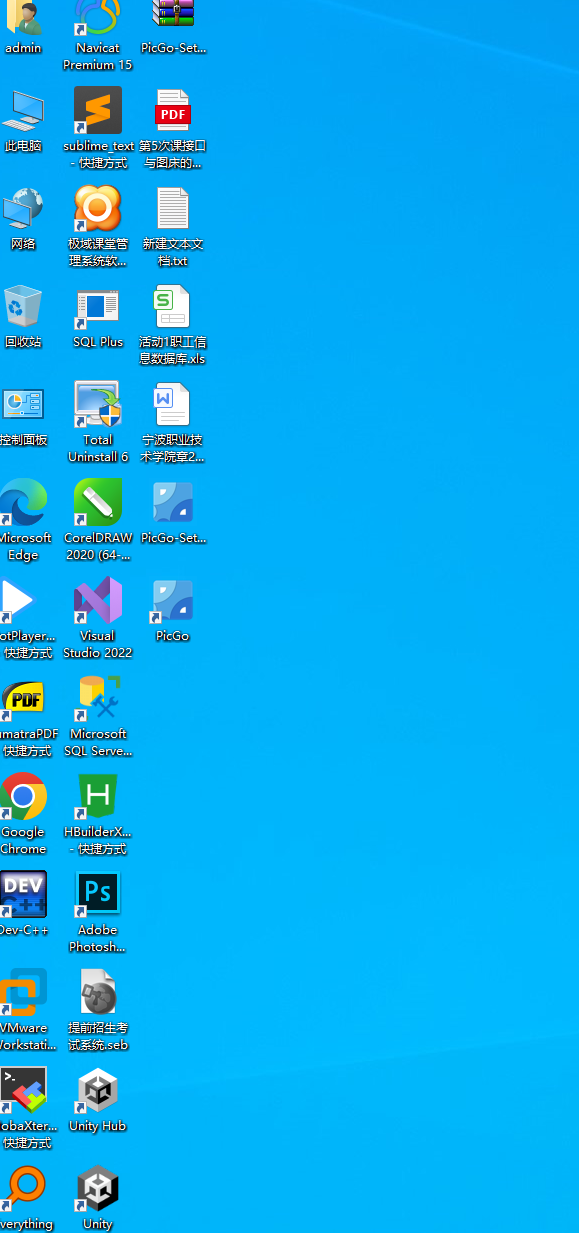 admin
Navicat
Premium 15
PicGo-Set...
此电脑
sublime_text
- 快捷方式
PDF
第5次课接口
与图床的...
网络
极域课堂管
理系统软...
新建文本文
档.txt
回收站
SQL Plus
S
活动1职工信
息数据库.xls
控制面板
Total
Uninstall 6
W
宁波职业技
术学院章2...
Microsoft
Edge
CorelDRAW
2020 (64-...
PicGo-Set...
otPlayer...
快捷方式
Visual
Studio 2022
PicGo
PDF
umatraPDF
快捷方式
Microsoft
SQL Serve...
Google
Chrome
H
HBuilderX...
- 快捷方式
DEV
C++
Dev-C++
Ps
Adobe
Photosh...
VMware
Workstati...
提前招生考
试系统.seb
>_
obaXter...
快捷方式
Unity Hub
verything
Unity